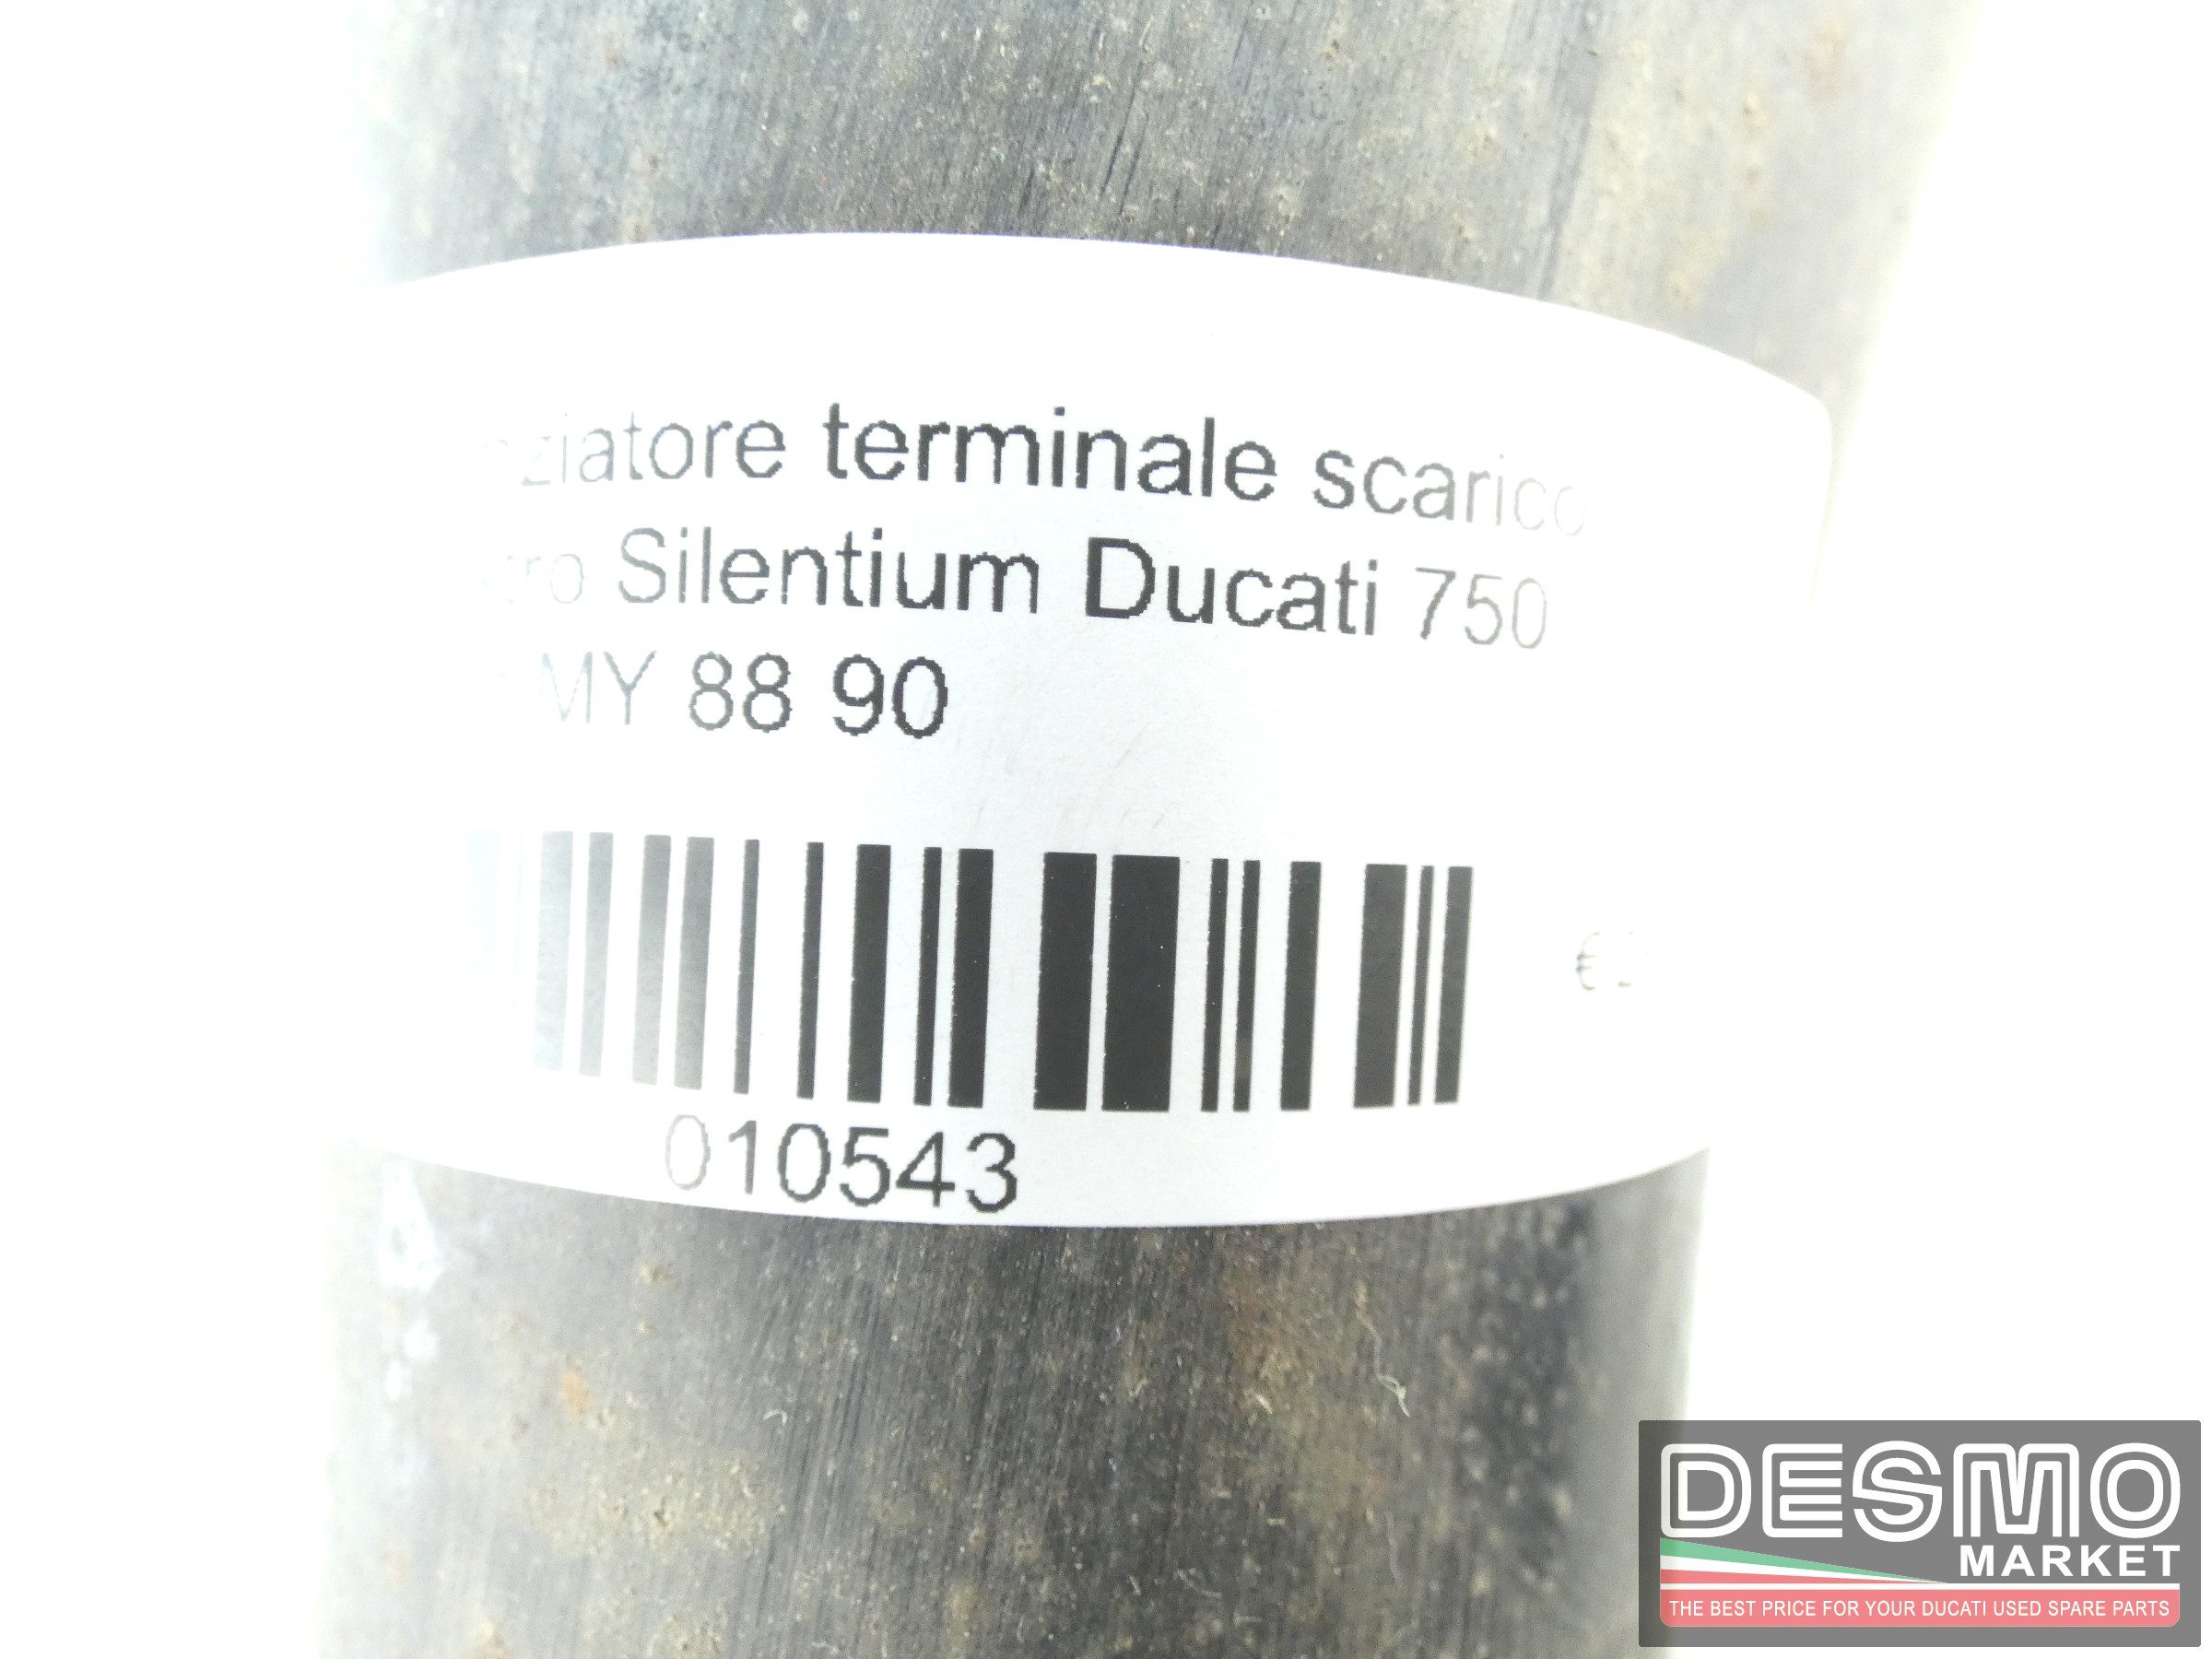 terminale scarico
Silentium Ducati 750
MY 88 90
010543
DESMO
MARKET
THE BEST PRICE FOR YOUR DUCATI USED SPARE PARTS